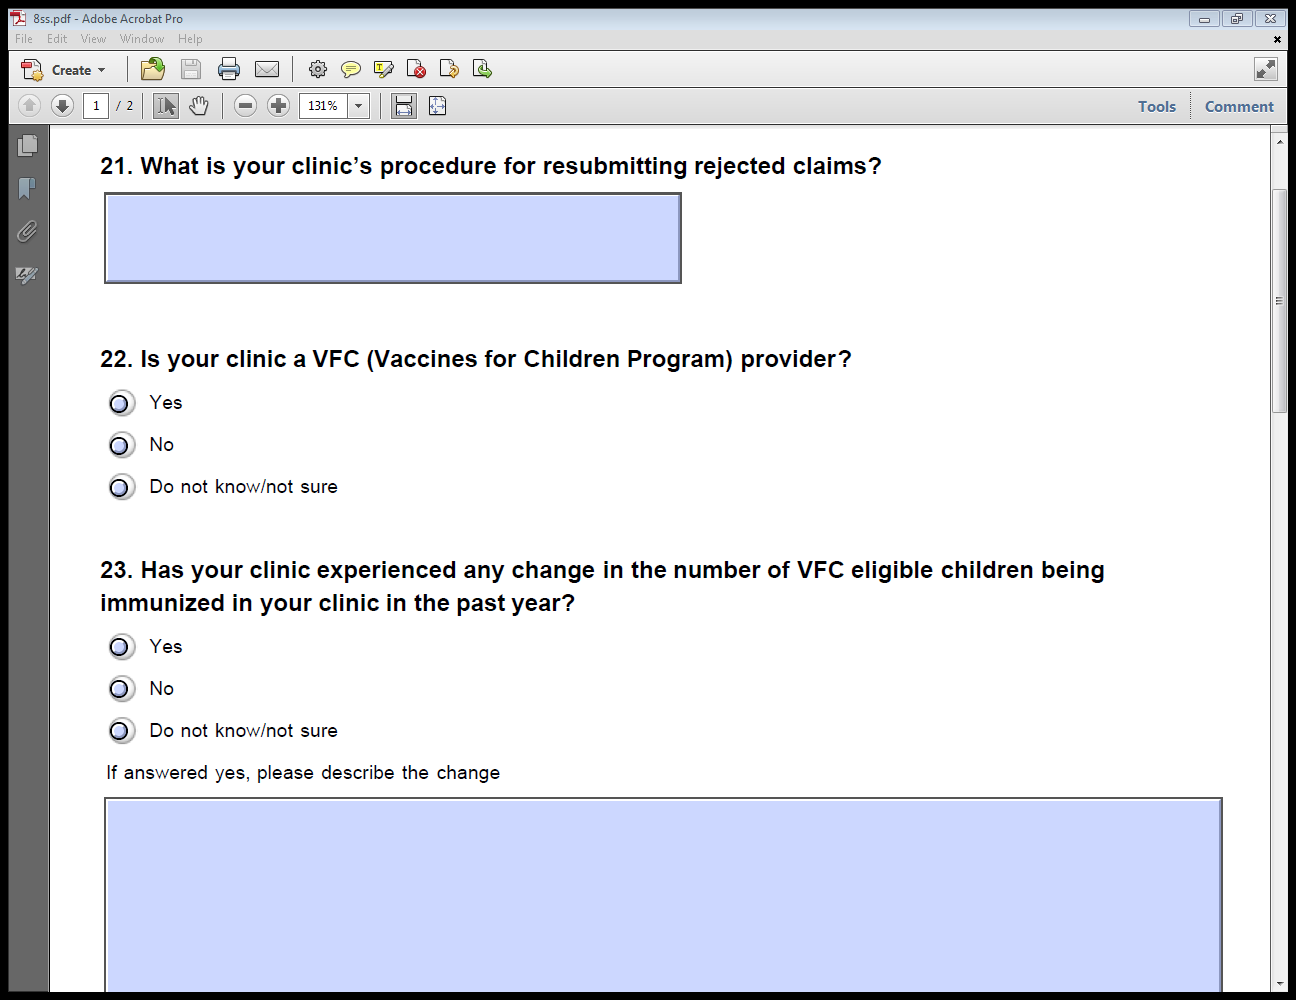 8ss.pdf - Adobe Acrobat Pro
File Edit View Window Help
Create
1 / 2 131% Tools Comment
21. What is your clinic’s procedure for resubmitting rejected claims?
22. Is your clinic a VFC (Vaccines for Children Program) provider?
Yes
No
Do not know/not sure
23. Has your clinic experienced any change in the number of VFC eligible children being
immunized in your clinic in the past year?
Yes
No
Do not know/not sure
If answered yes, please describe the change